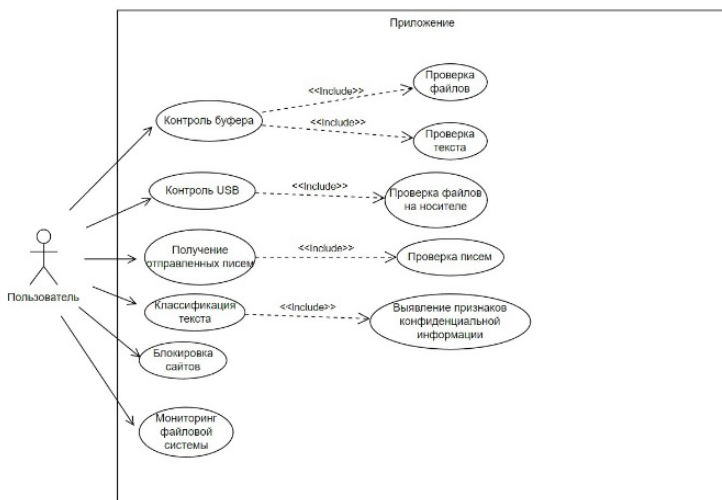 Приложение
<<Include>>
Проверка
файлов
Контроль буфера
<<Include>>
Проверка
текста
Контроль USB
<<Include>>
Проверка файлов
на носителе
Получение
отправленных писем
<<Include>>
Проверка писем
Пользователь
Классификация
текста
<<Include>>
Выявление признаков
конфиденциальной
информации
Блокировка
сайтов
Мониторинг
файловой
системы